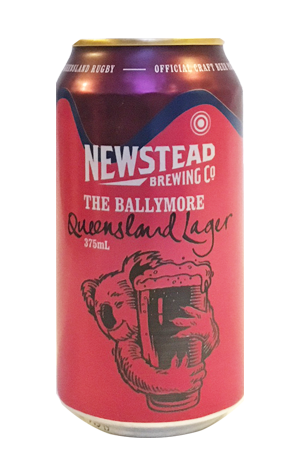 QUEENSLAND RUGBY — OFFICIAL CRAFT BEER
NEWSTEAD
BREWING Co
THE BALLYMORE
Queensland Lager
375mL